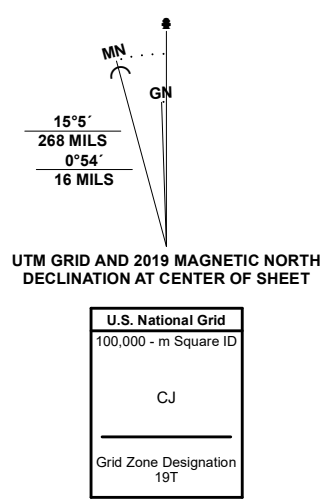 MN
GN
15°5´
268 MILS
0°54´
16 MILS
UTM GRID AND 2019 MAGNETIC NORTH
DECLINATION AT CENTER OF SHEET
U.S. National Grid
100,000 - m Square ID
CJ
Grid Zone Designation
19T